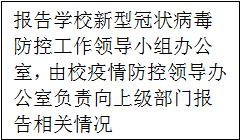 报告学校新型冠状病毒
防控工作领导小组办公
室，由校疫情防控领导办
公室负责向上级部门报
告相关情况